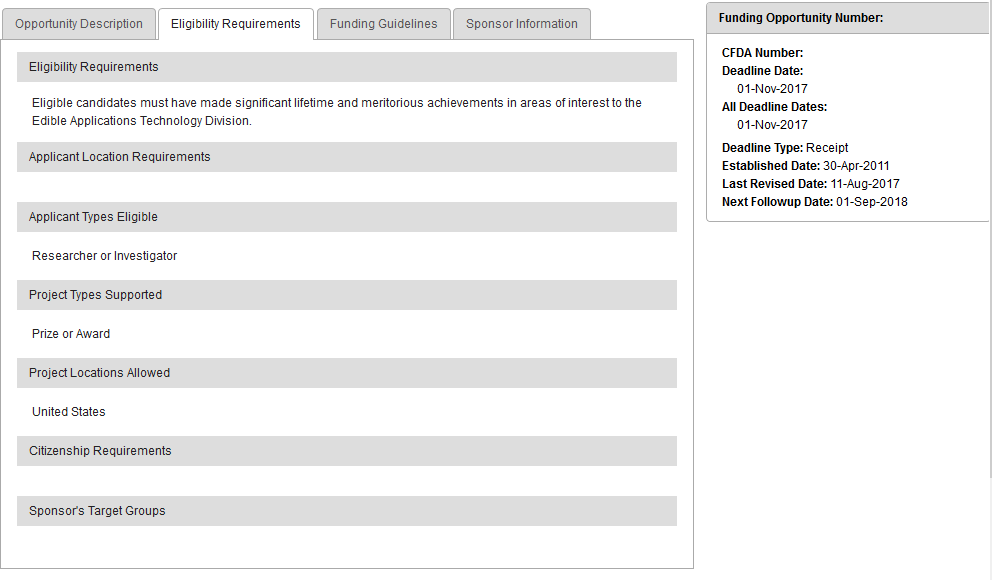 Opportunity Description
Eligibility Requirements
Funding Guidelines
Sponsor Information
Eligibility Requirements
Eligible candidates must have made significant lifetime and meritorious achievements in areas of interest to the
Edible Applications Technology Division.
Applicant Location Requirements
Applicant Types Eligible
Researcher or Investigator
Project Types Supported
Prize or Award
Project Locations Allowed
United States
Citizenship Requirements
Sponsor's Target Groups
Funding Opportunity Number:
CFDA Number:
Deadline Date:
01-Nov-2017
All Deadline Dates:
01-Nov-2017
Deadline Type: Receipt
Established Date: 30-Apr-2011
Last Revised Date: 11-Aug-2017
Next Followup Date: 01-Sep-2018